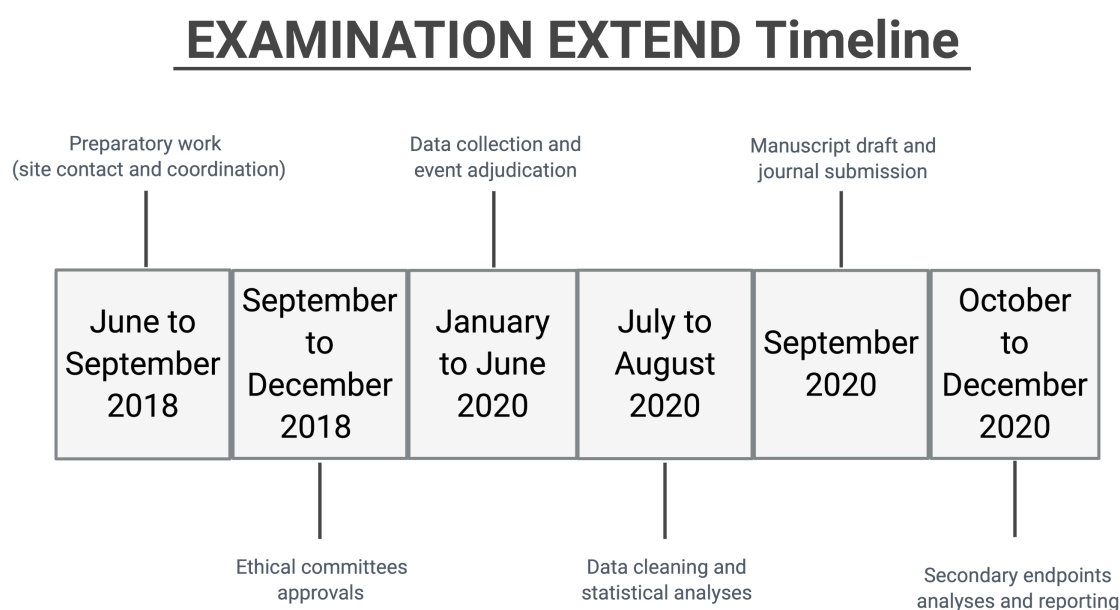 EXAMINATION EXTEND Timeline
Preparatory work
(site contact and coordination)
Data collection and
event adjudication
Manuscript draft and
journal submission
June to
September
2018
September
to
December
2018
January
to June
2020
July to
August
2020
September
2020
October
to
December
2020
Ethical committees
approvals
Data cleaning and
statistical analyses
Secondary endpoints
analyses and reporting